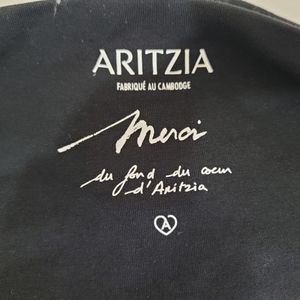 ARITZIA
FABRIQUÉ AU CAMBODGE
Merci
du fond du coeur
d'Aritzia
A